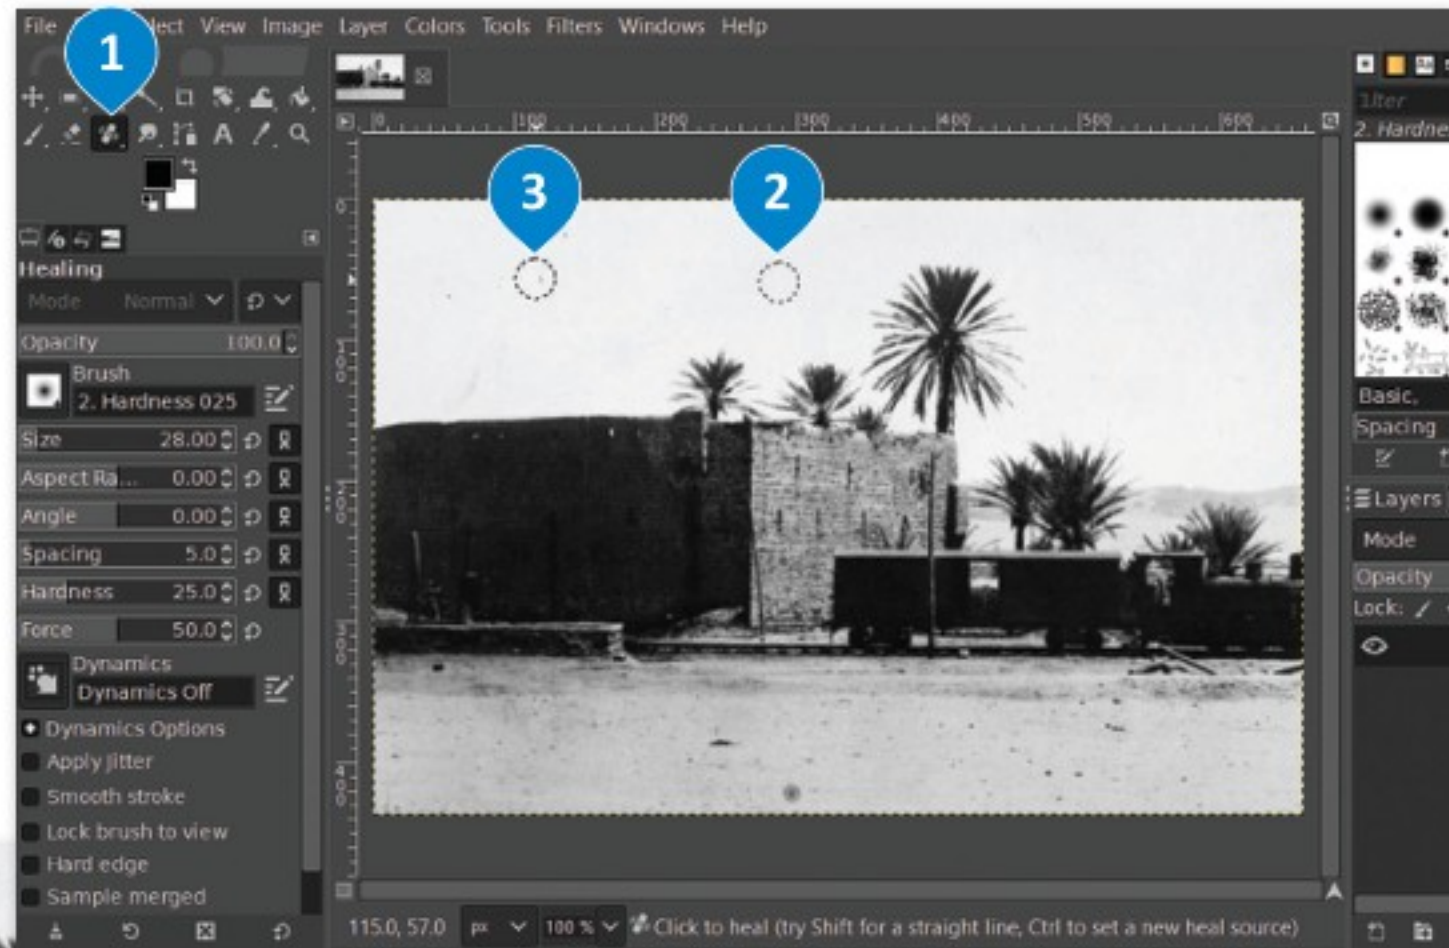 File
ect View Image Layer Colors Tools Filters Windows Help
1
3
2
0 100 200 300 400 500 600
2. Hardne
Healing
Mode Normal
Opacity 100.0
Brush
2. Hardness 025
Size 28.00
Aspect Ra... 0.00
Angle 0.00
Spacing 5.0
Hardness 25.0
Force 50.0
Dynamics
Dynamics Off
Dynamics Options
Apply Jitter
Smooth stroke
Lock brush to view
Hard edge
Sample merged
Basic,
Spacing
Layers
Mode
Opacity
Lock:
115.0, 57.0 px 100 % Click to heal (try Shift for a straight line, Ctrl to set a new heal source)